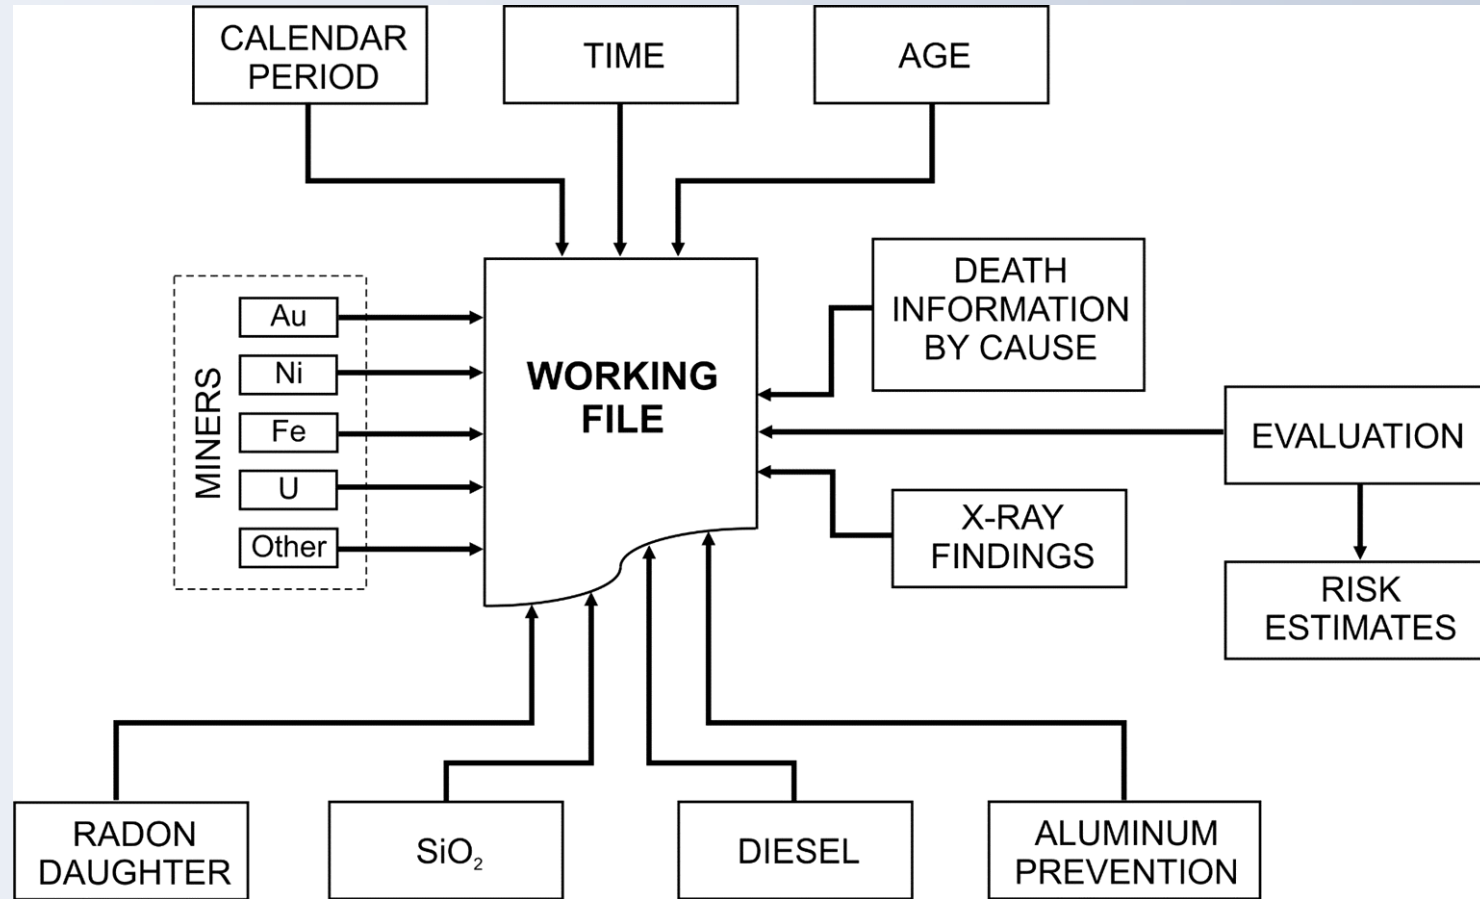 CALENDAR
PERIOD
TIME
AGE
DEATH
INFORMATION
BY CAUSE
MINERS
Au
Ni
Fe
U
Other
WORKING
FILE
EVALUATION
X-RAY
FINDINGS
RISK
ESTIMATES
RADON
DAUGHTER
SiO₂
DIESEL
ALUMINUM
PREVENTION